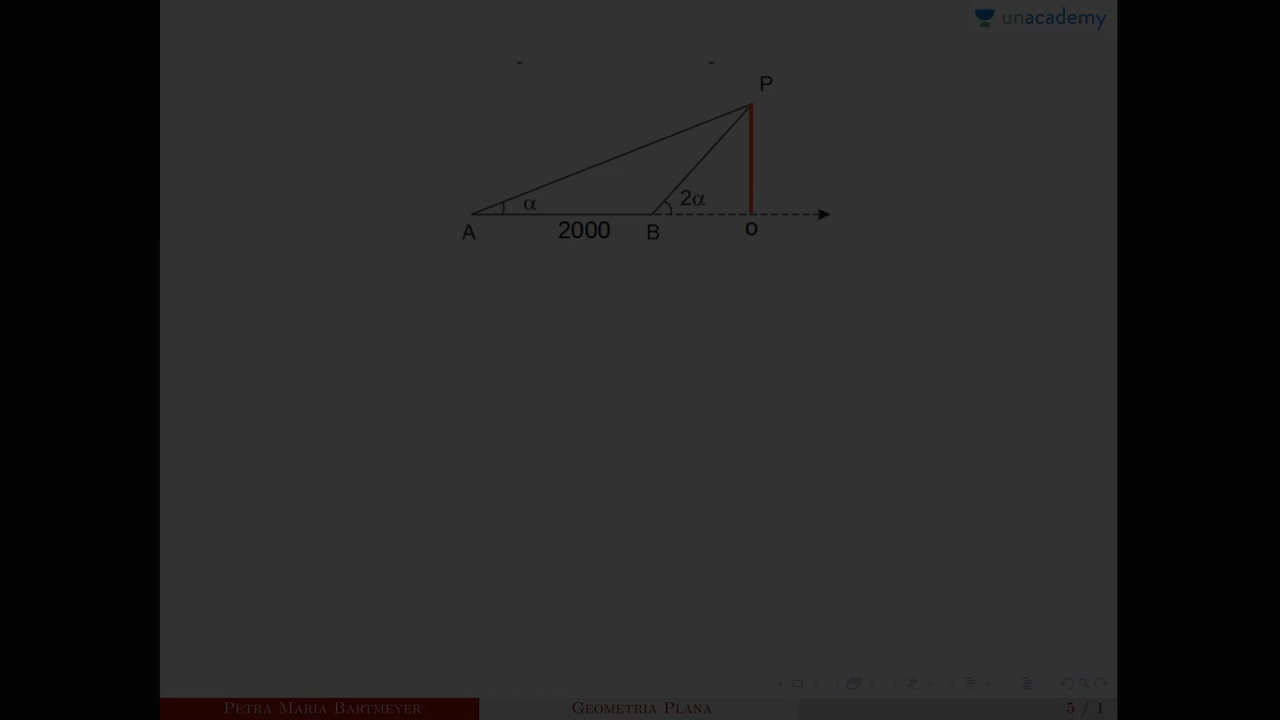 unacademy
P
α
2α
A
2000
B
o
PETRA MARIA BARTMEYER
GEOMETRIA PLANA
5 / 1